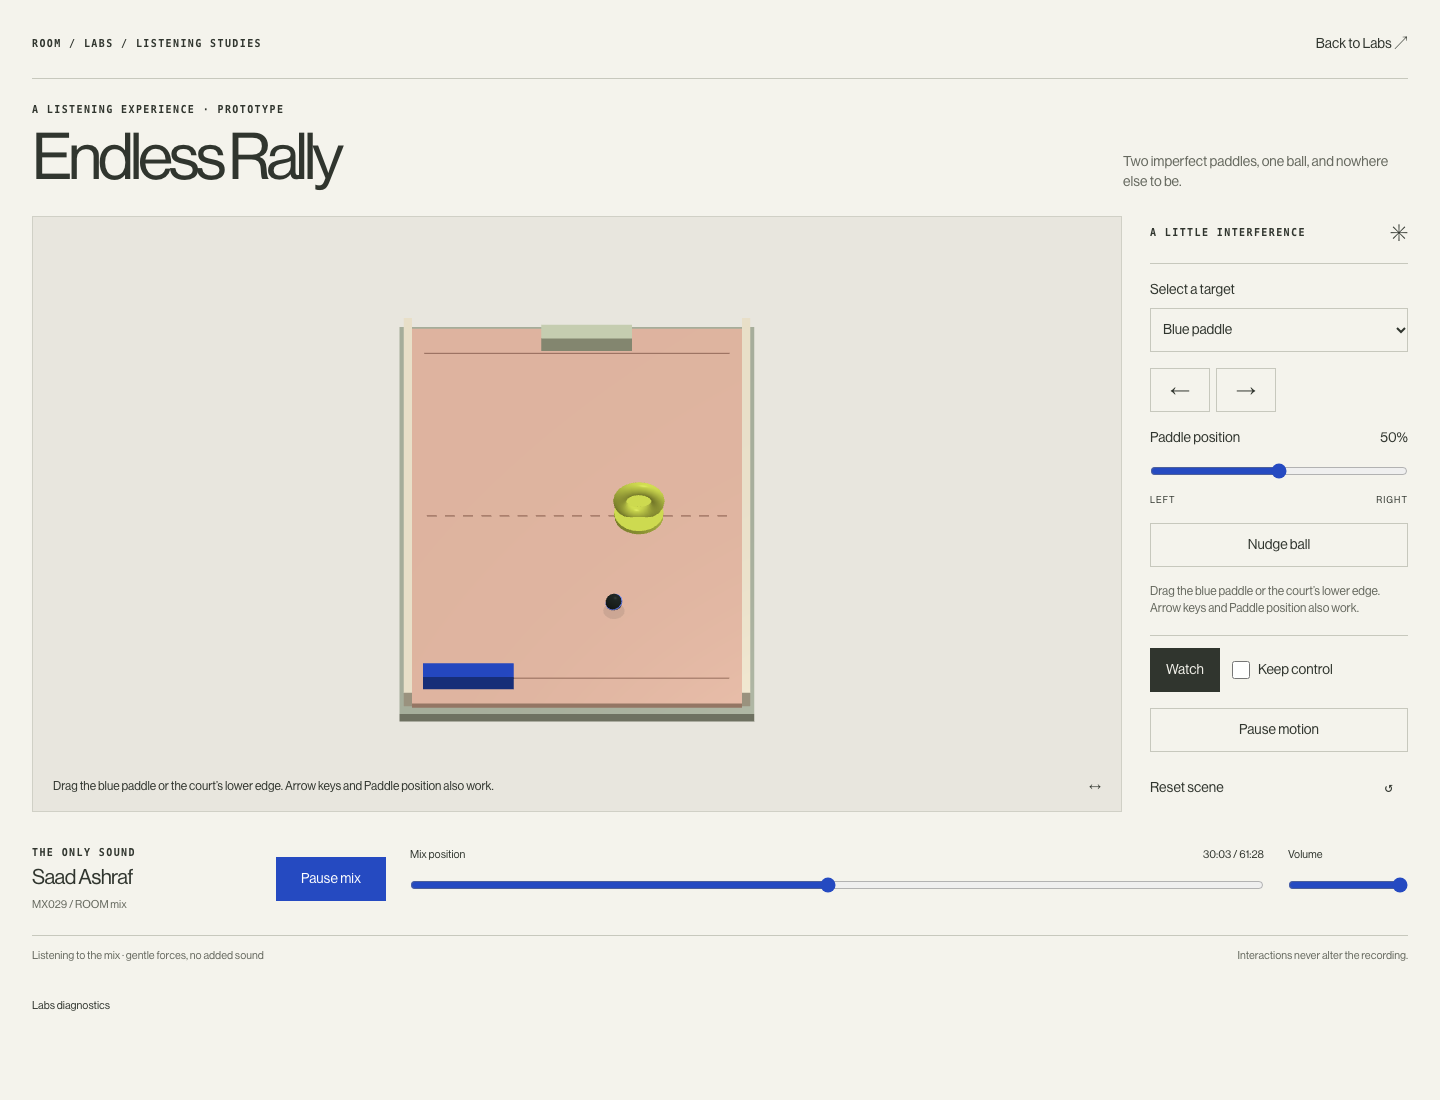 ROOM / LABS / LISTENING STUDIES
Back to Labs ↗
A LISTENING EXPERIENCE · PROTOTYPE
Endless Rally
Two imperfect paddles, one ball, and nowhere
else to be.
A LITTLE INTERFERENCE
Select a target
Blue paddle
← →
Paddle position 50%
LEFT RIGHT
Nudge ball
Drag the blue paddle or the court's lower edge.
Arrow keys and Paddle position also work.
Watch Keep control
Pause motion
Reset scene ↺
Drag the blue paddle or the court's lower edge. Arrow keys and Paddle position also work. ↔
THE ONLY SOUND
Saad Ashraf
MX029 / ROOM mix
Pause mix
Mix position 30:03 / 61:28
Volume
Listening to the mix · gentle forces, no added sound
Interactions never alter the recording.
Labs diagnostics